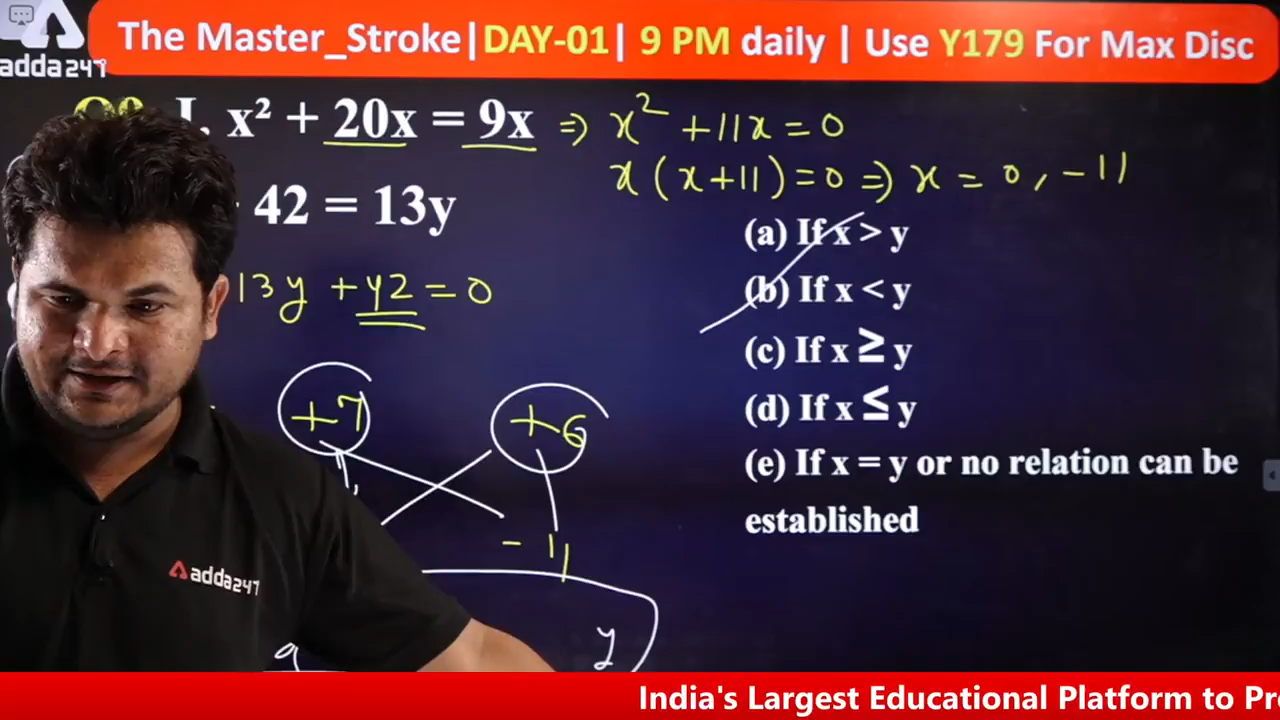 The Master_Stroke|DAY-01| 9 PM daily | Use Y179 For Max Disc
adda247
I. x² + 20x = 9x ⇒ x² + 11x = 0
x(x+11) = 0 ⇒ x = 0, -11
42 = 13y
(a) If x > y
13y + 42 = 0
(b) If x < y
(c) If x ≥ y
(d) If x ≤ y
+7 +6
(e) If x = y or no relation can be
established
- 11
adda247
y
India's Largest Educational Platform to Pr